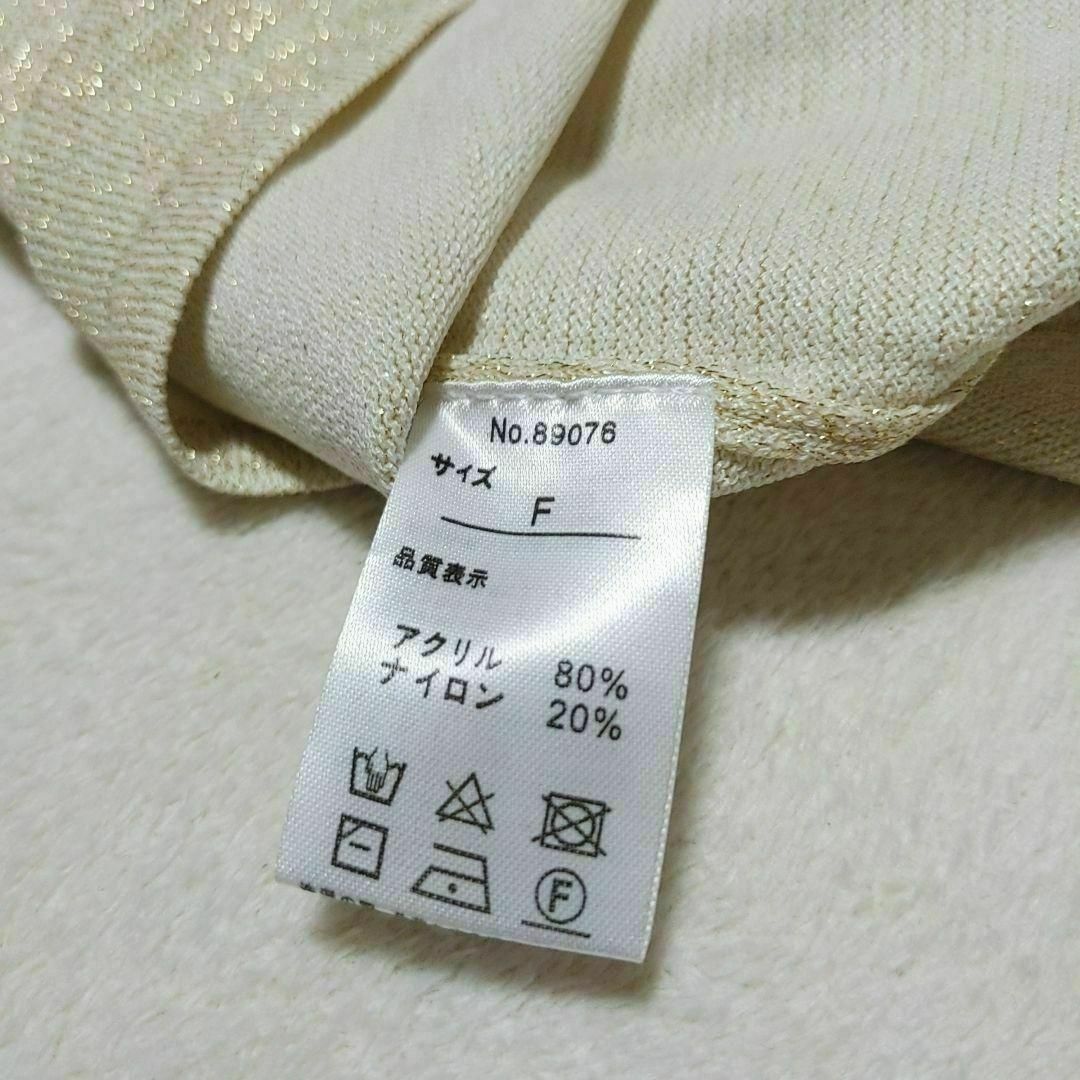 No.89076
サイズ
F
品質表示
アクリル 80%
ナイロン 20%
F